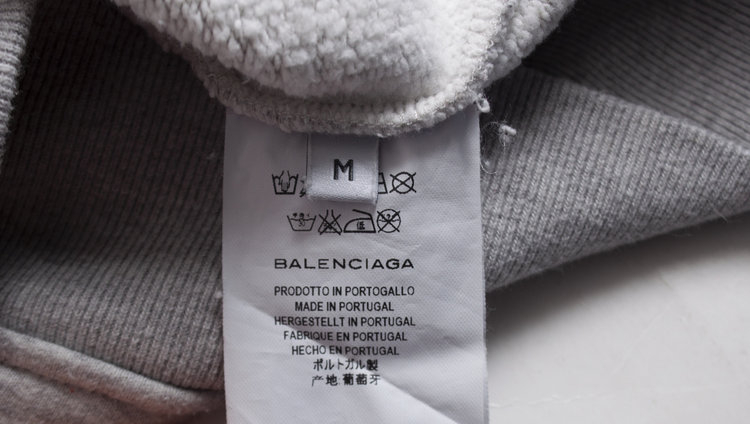 M
BALENCIAGA
PRODOTTO IN PORTOGALLO
MADE IN PORTUGAL
HERGESTELLT IN PORTUGAL
FABRIQUE EN PORTUGAL
HECHO EN PORTUGAL
ポルトガル製
产地:葡萄牙